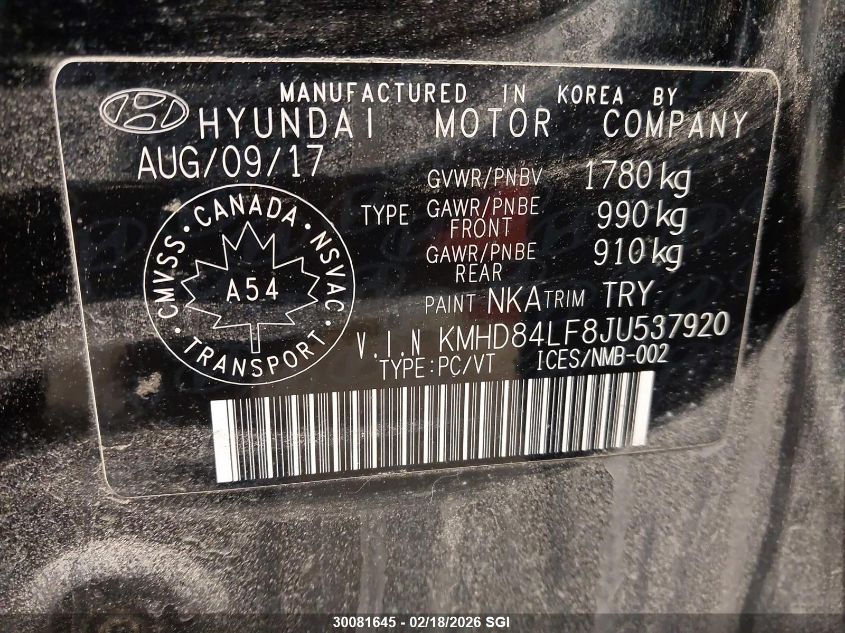 MANUFACTURED IN KOREA BY
HYUNDAI MOTOR COMPANY
AUG/09/17
GVWR/PNBV 1780 kg
TYPE GAWR/PNBE FRONT 990 kg
GAWR/PNBE REAR 910 kg
PAINT NKA TRIM TRY
V.I.N KMHD84LF8JU537920
TYPE:PC/VT ICES/NMB-002
CMVSS · CANADA · NSVAC
A54
· TRANSPORT ·
30081645 - 02/18/2026 SGI